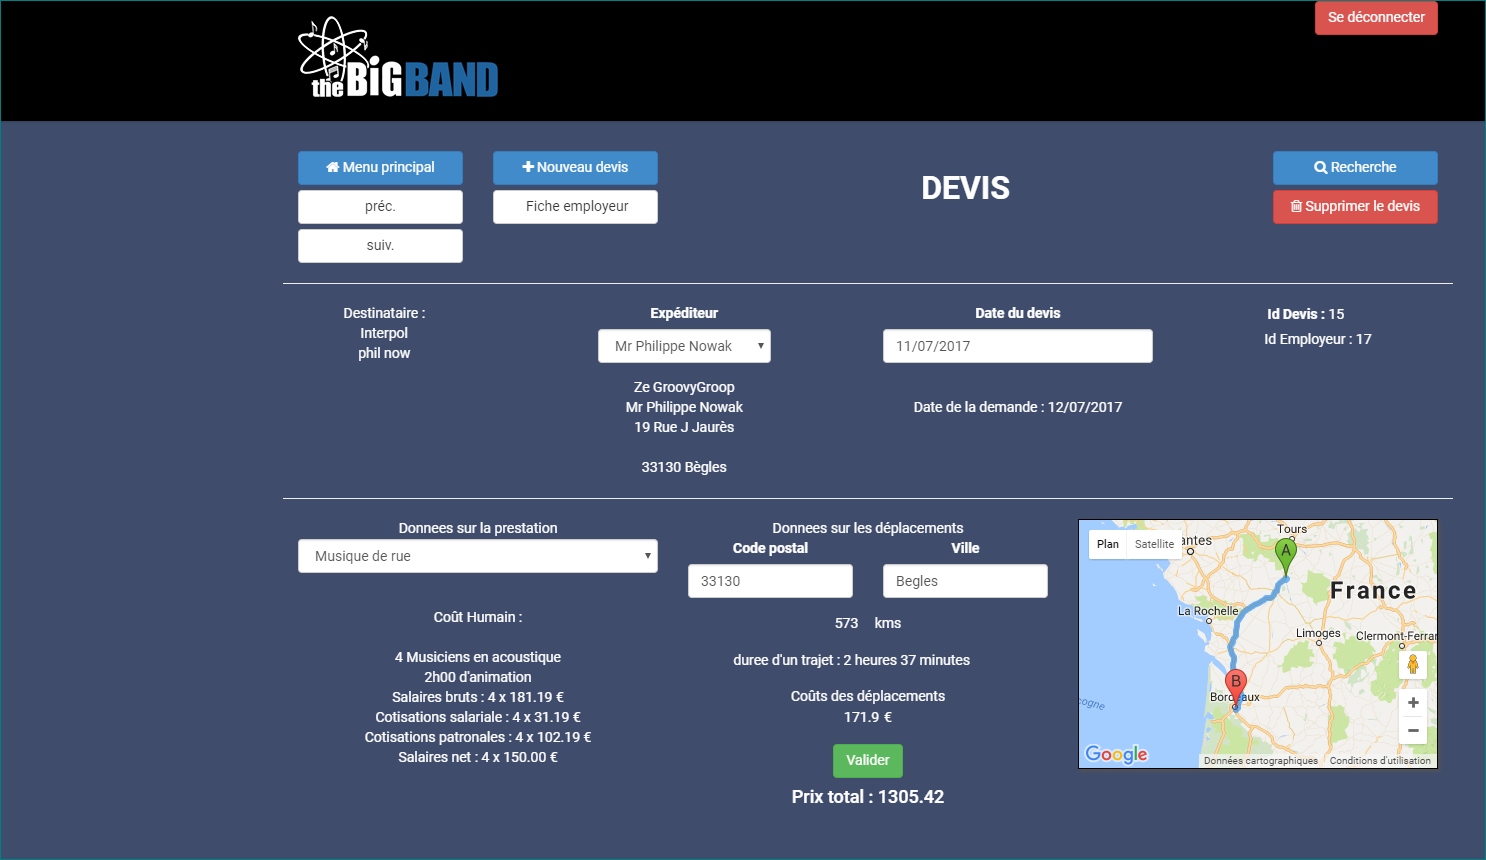 Se déconnecter
the BiG BAND
Menu principal
Nouveau devis
DEVIS
Recherche
préc.
Fiche employeur
Supprimer le devis
suiv.
Destinataire :
Interpol
phil now
Expéditeur
Mr Philippe Nowak
Ze GroovyGroop
Mr Philippe Nowak
19 Rue J Jaurès
33130 Bègles
Date du devis
11/07/2017
Date de la demande : 12/07/2017
Id Devis : 15
Id Employeur : 17
Donnees sur la prestation
Musique de rue
Coût Humain :
4 Musiciens en acoustique
2h00 d'animation
Salaires bruts : 4 x 181.19 €
Cotisations salariale : 4 x 31.19 €
Cotisations patronales : 4 x 102.19 €
Salaires net : 4 x 150.00 €
Donnees sur les déplacements
Code postal
Ville
33130
Begles
573 kms
duree d'un trajet : 2 heures 37 minutes
Coûts des déplacements
171.9 €
Valider
Prix total : 1305.42
Plan
Satellite
antes
Tours
A
France
La Rochelle
Limoges
Clermont-Ferran
B
Bordeaux
cogne
+
−
Google
Données cartographiques
Conditions d'utilisation